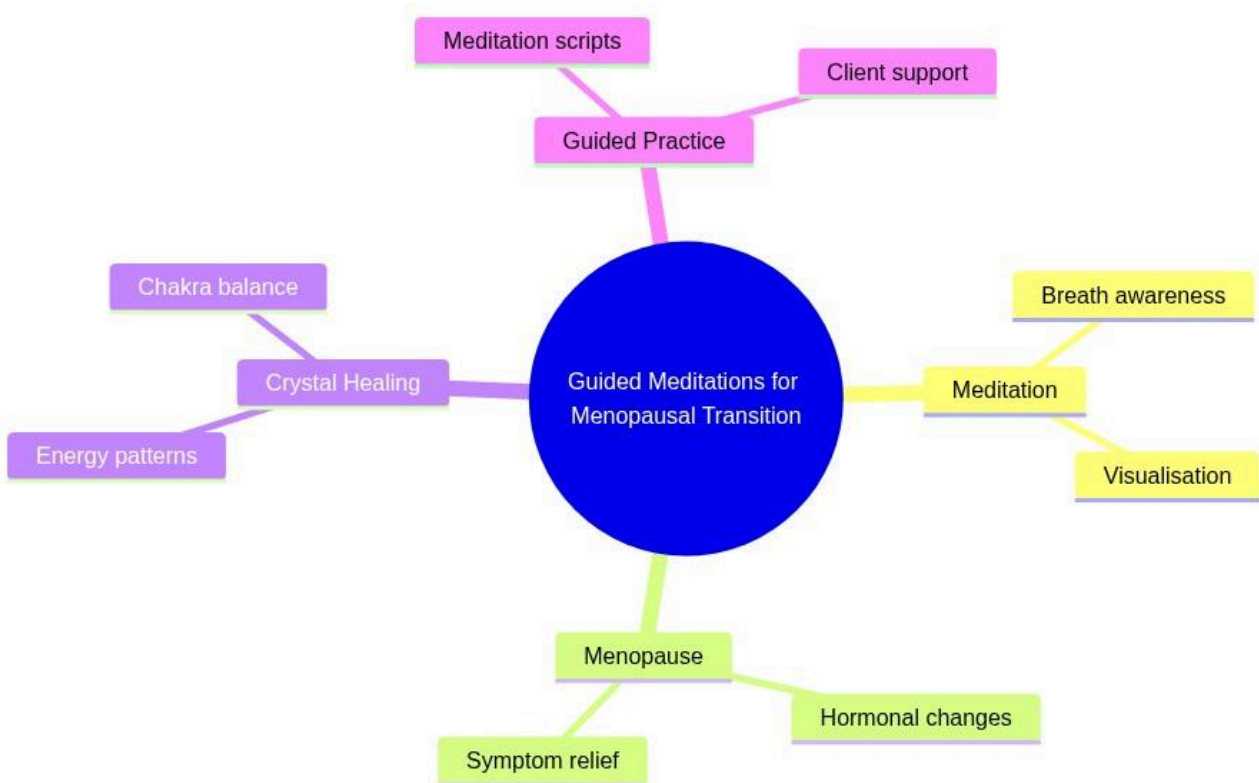 Meditation scripts
Client support
Guided Practice
Chakra balance
Breath awareness
Crystal Healing
Guided Meditations for
Menopausal Transition
Meditation
Energy patterns
Visualisation
Menopause
Hormonal changes
Symptom relief